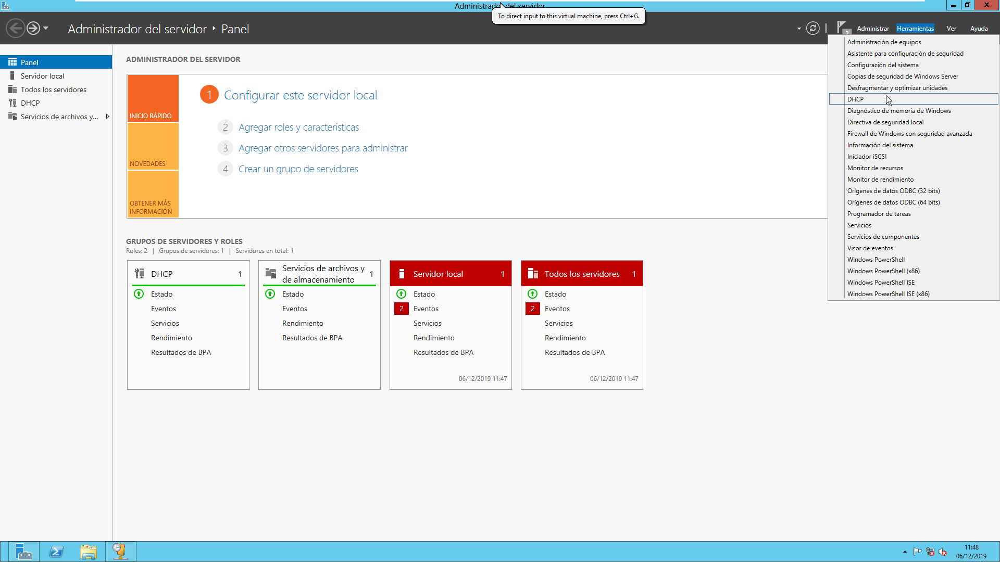 Administrador del servidor
To direct input to this virtual machine, press Ctrl+G.
Administrador del servidor ‣ Panel
2
Administrar
Herramientas
Ver
Ayuda
Panel
Servidor local
Todos los servidores
DHCP
Servicios de archivos y...
ADMINISTRADOR DEL SERVIDOR
INICIO RÁPIDO
NOVEDADES
OBTENER MÁS
INFORMACIÓN
1 Configurar este servidor local
2 Agregar roles y características
3 Agregar otros servidores para administrar
4 Crear un grupo de servidores
Administración de equipos
Asistente para configuración de seguridad
Configuración del sistema
Copias de seguridad de Windows Server
Desfragmentar y optimizar unidades
DHCP
Diagnóstico de memoria de Windows
Directiva de seguridad local
Firewall de Windows con seguridad avanzada
Información del sistema
Iniciador iSCSI
Monitor de recursos
Monitor de rendimiento
Orígenes de datos ODBC (32 bits)
Orígenes de datos ODBC (64 bits)
Programador de tareas
Servicios
Servicios de componentes
Visor de eventos
Windows PowerShell
Windows PowerShell (x86)
Windows PowerShell ISE
Windows PowerShell ISE (x86)
GRUPOS DE SERVIDORES Y ROLES
Roles: 2 | Grupos de servidores: 1 | Servidores en total: 1
DHCP 1
Estado
Eventos
Servicios
Rendimiento
Resultados de BPA
Servicios de archivos y
de almacenamiento 1
Estado
Eventos
Rendimiento
Resultados de BPA
Servidor local 1
Estado
2 Eventos
Servicios
Rendimiento
Resultados de BPA
06/12/2019 11:47
Todos los servidores 1
Estado
2 Eventos
Servicios
Rendimiento
Resultados de BPA
06/12/2019 11:47
11:48
06/12/2019